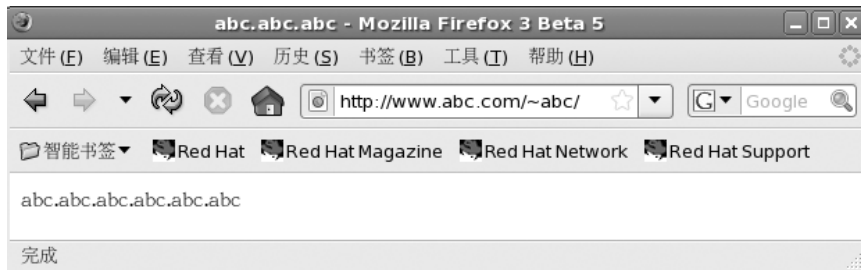 abc.abc.abc - Mozilla Firefox 3 Beta 5
文件(F) 编辑(E) 查看(V) 历史(S) 书签(B) 工具(T) 帮助(H)
http://www.abc.com/~abc/ G Google
智能书签 Red Hat Red Hat Magazine Red Hat Network Red Hat Support
abc.abc.abc.abc.abc.abc
完成